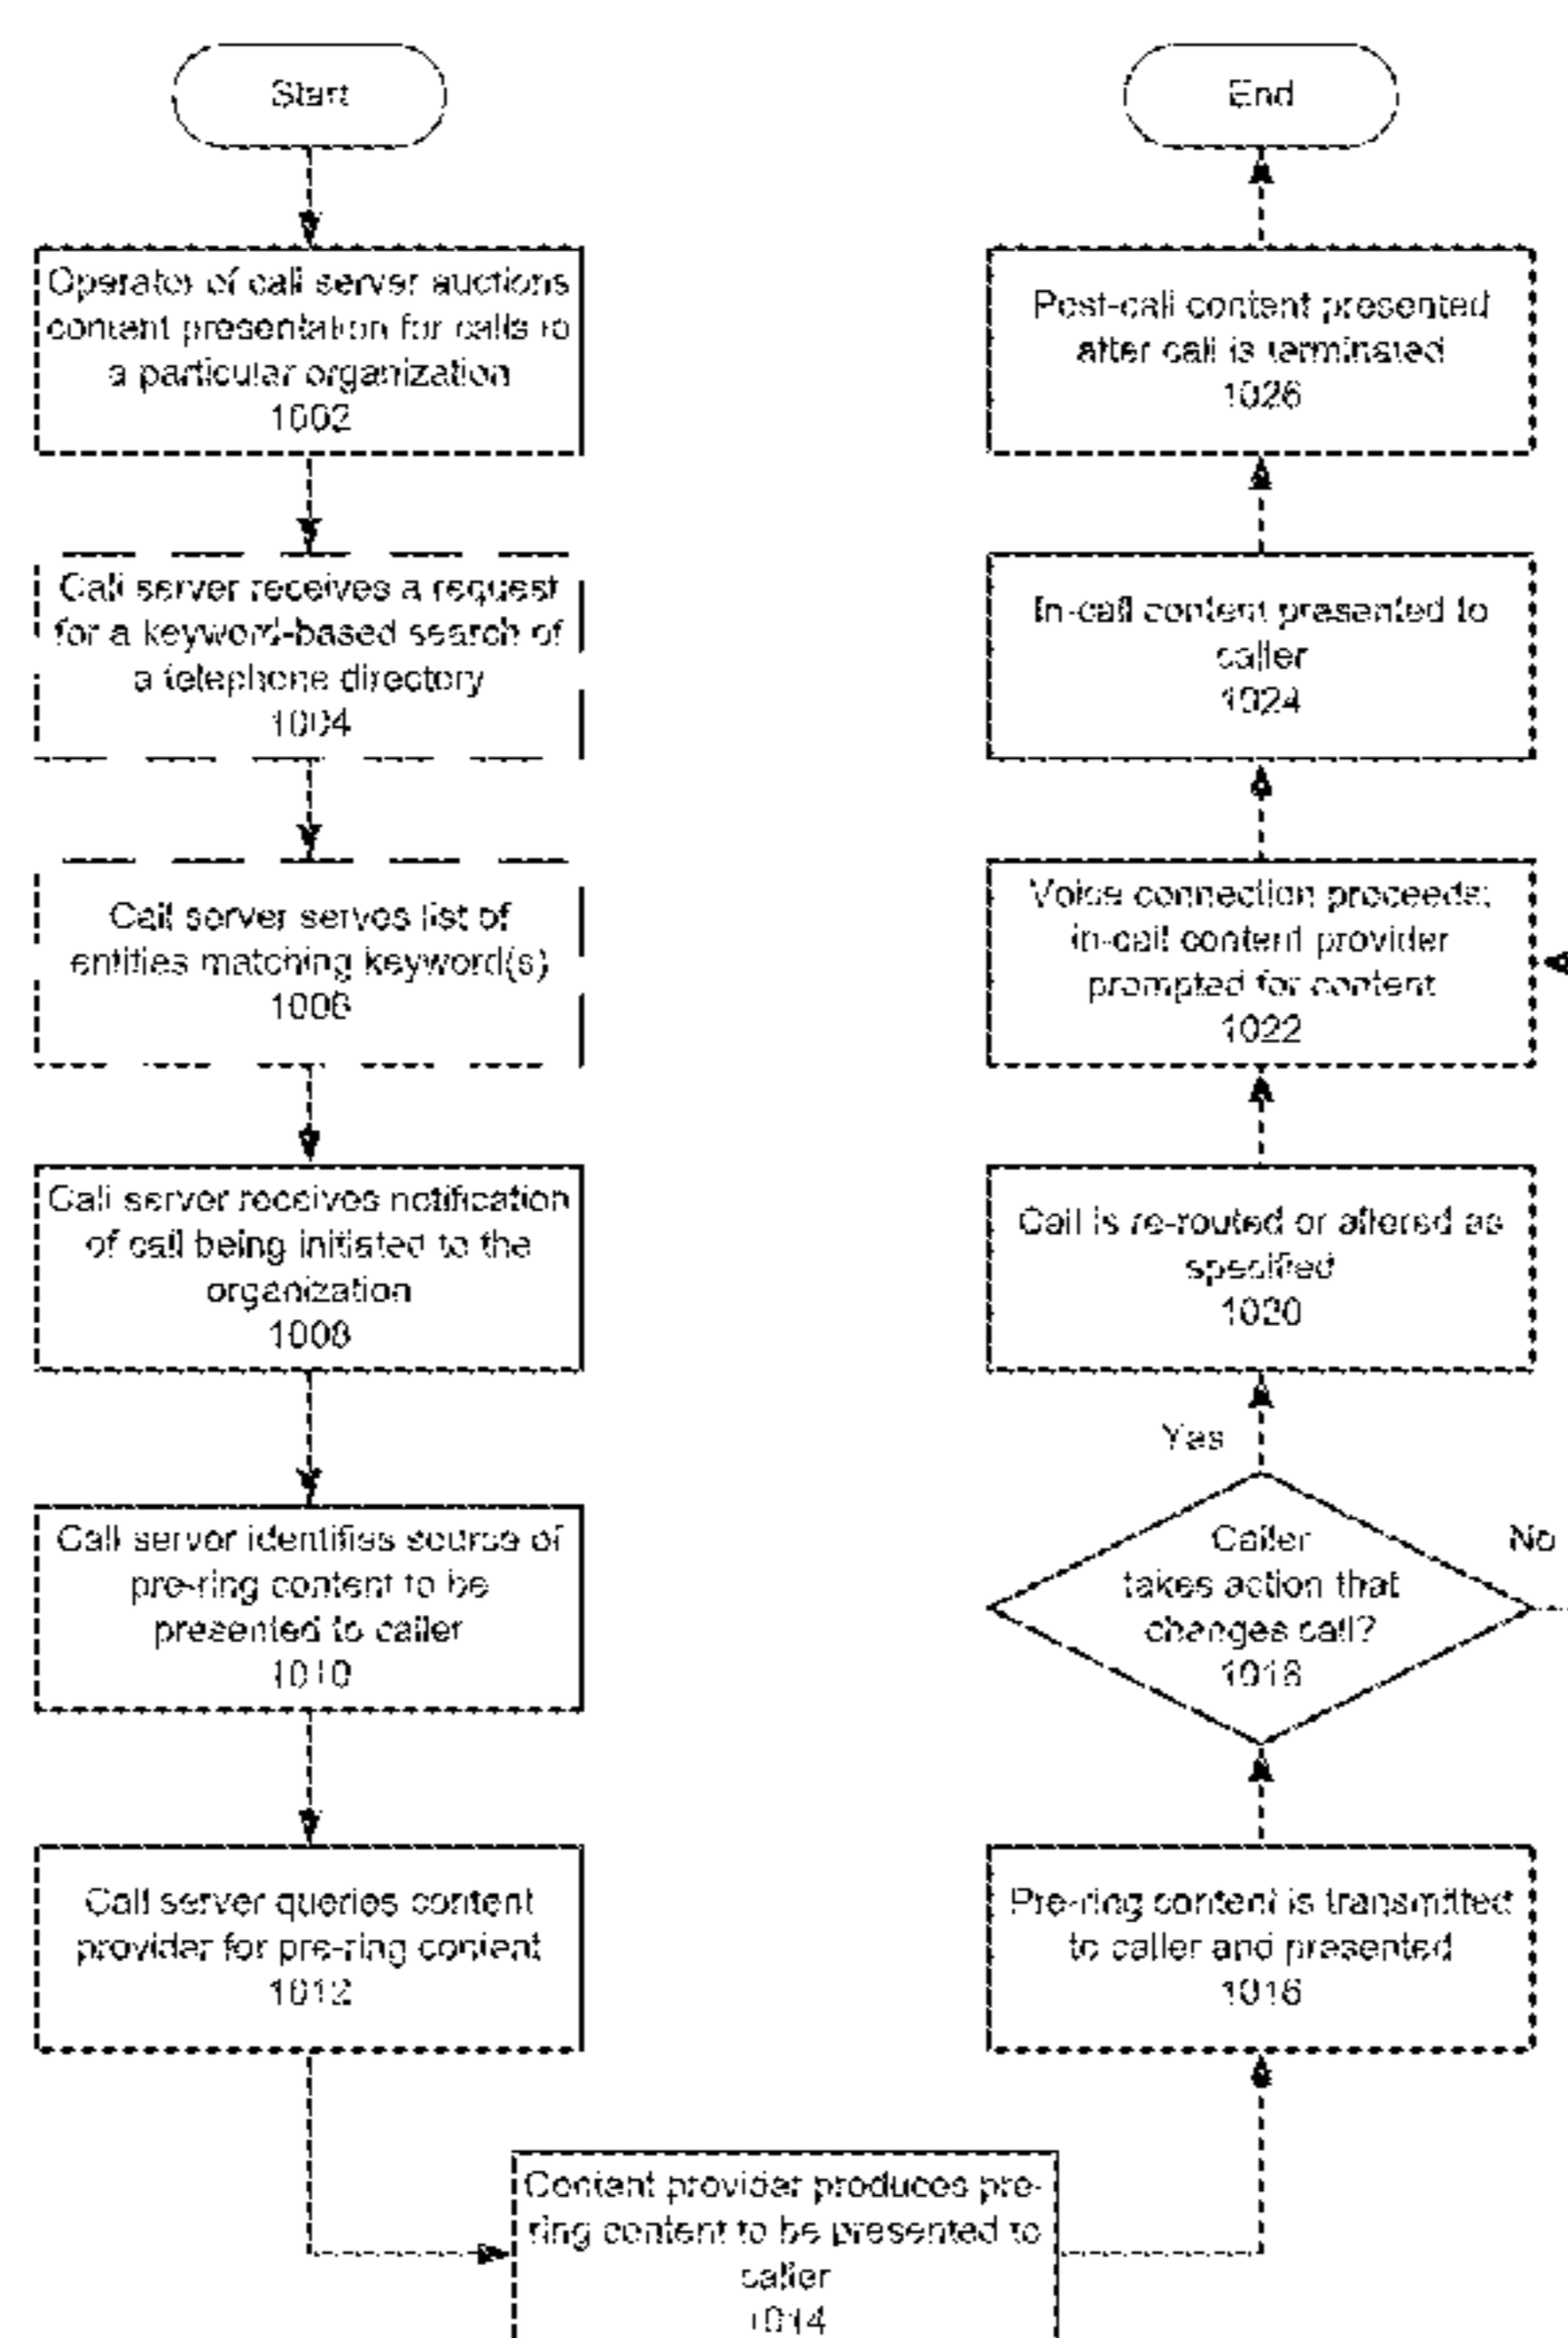 Start
Operator of call server auctions
content presentation for calls to
a particular organization
1002
Call server receives a request
for a keyword-based search of
a telephone directory
1004
Call server serves list of
entities matching keyword(s)
1006
Call server receives notification
of call being initiated to the
organization
1008
Call server identifies source of
pre-ring content to be
presented to caller
1010
Call server queries content
provider for pre-ring content
1012
Content provider produces pre-
ring content to be presented to
caller
1014
Pre-ring content is transmitted
to caller and presented
1016
Caller
takes action that
changes call?
1018
Yes
No
Call is re-routed or altered as
specified
1020
Voice connection proceeds;
in-call content provider
prompted for content
1022
In-call content presented to
caller
1024
Post-call content presented
after call is terminated
1026
End